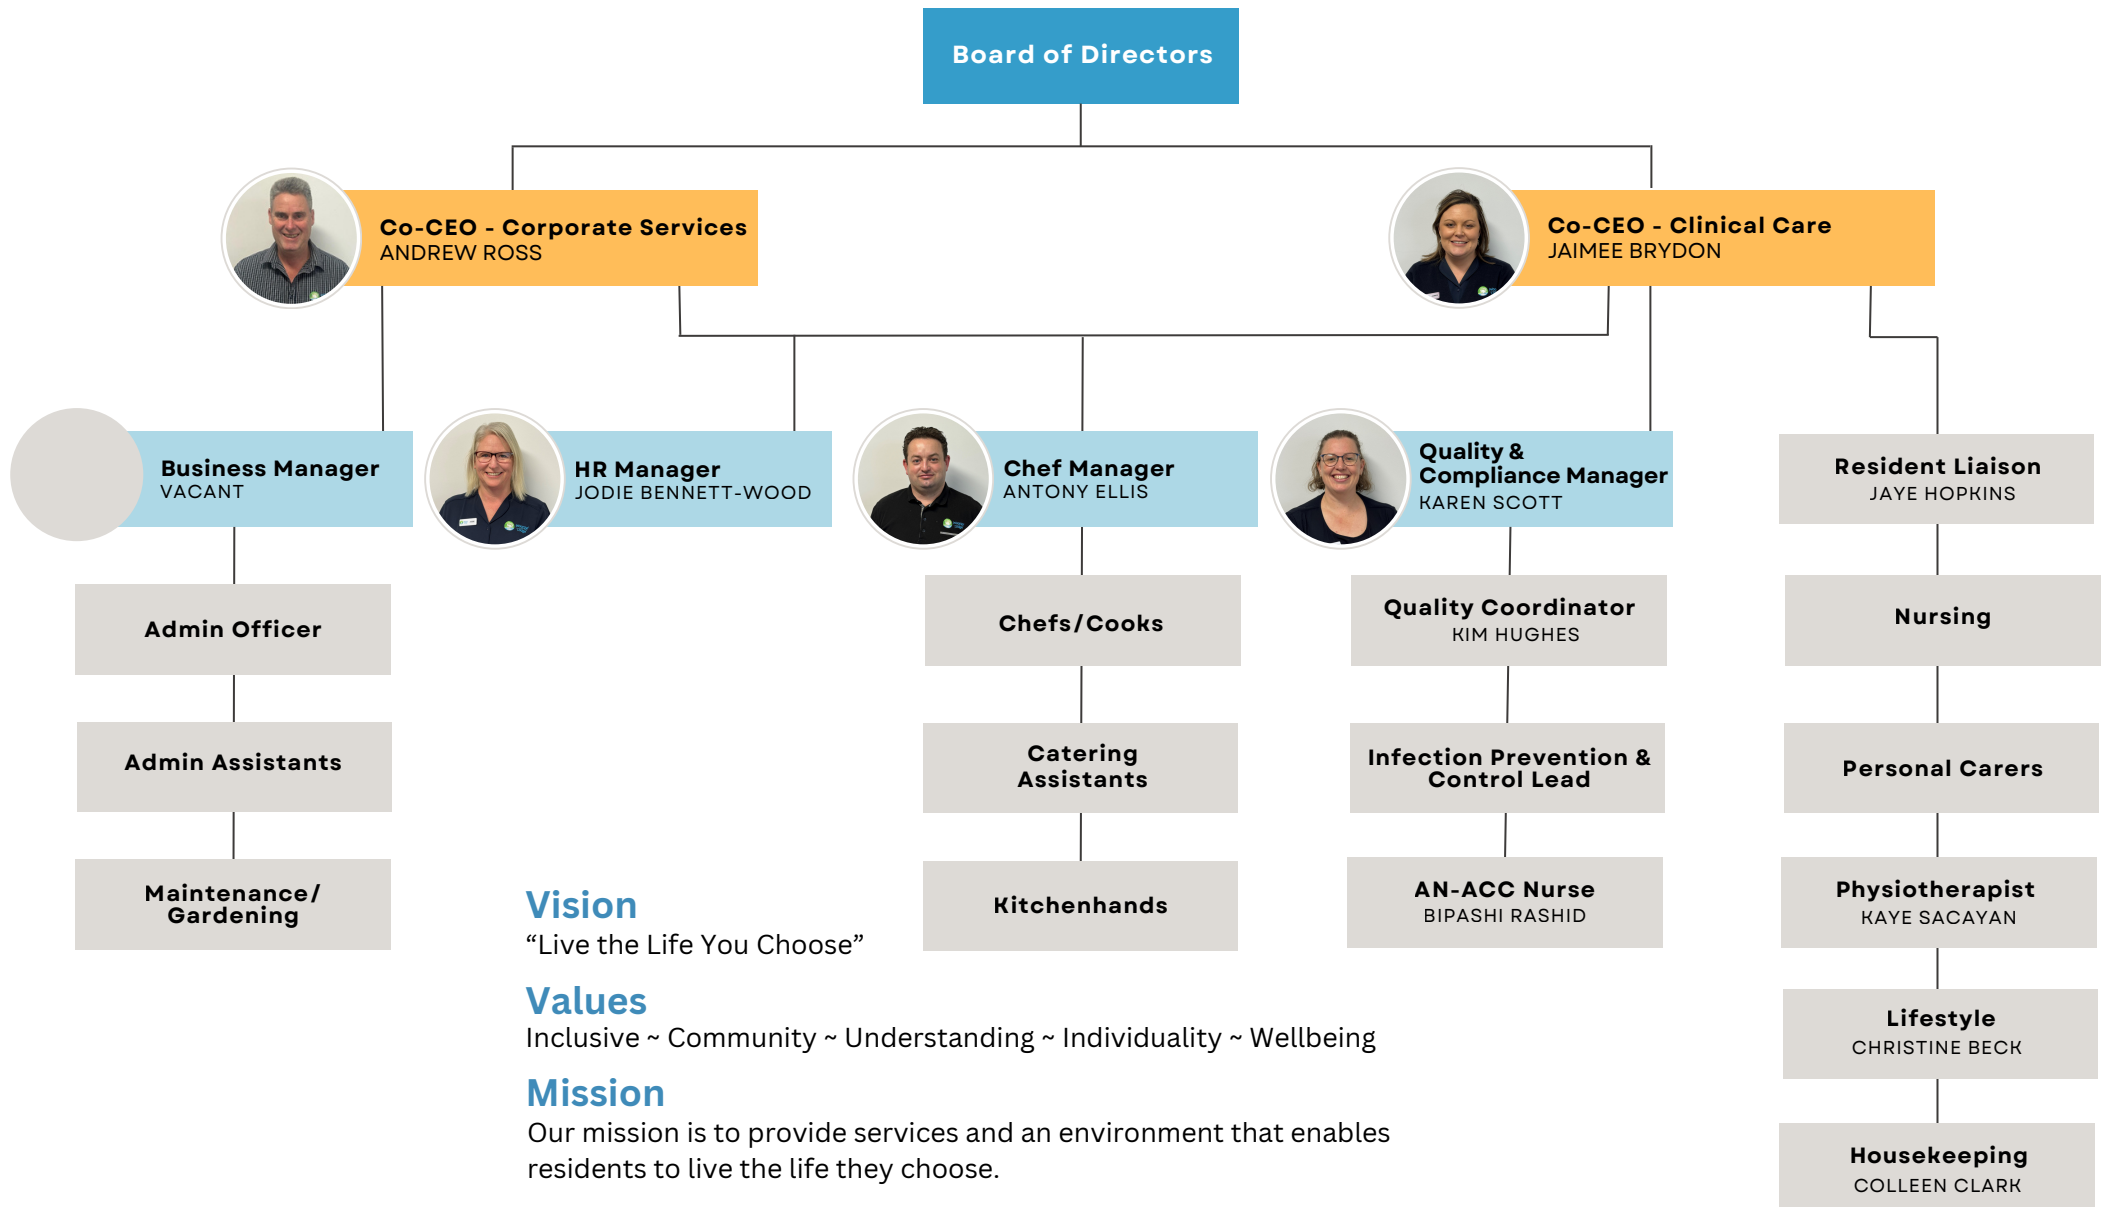 Board of Directors
Co-CEO - Corporate Services
ANDREW ROSS
Co-CEO - Clinical Care
JAIMEE BRYDON
Business Manager
VACANT
HR Manager
JODIE BENNETT-WOOD
Chef Manager
ANTONY ELLIS
Quality &
Compliance Manager
KAREN SCOTT
Resident Liaison
JAYE HOPKINS
Admin Officer
Chefs/Cooks
Quality Coordinator
KIM HUGHES
Nursing
Admin Assistants
Catering
Assistants
Infection Prevention &
Control Lead
Personal Carers
Maintenance/
Gardening
Kitchenhands
AN-ACC Nurse
BIPASHI RASHID
Physiotherapist
KAYE SACAYAN
Lifestyle
CHRISTINE BECK
Housekeeping
COLLEEN CLARK
Vision
“Live the Life You Choose”
Values
Inclusive ~ Community ~ Understanding ~ Individuality ~ Wellbeing
Mission
Our mission is to provide services and an environment that enables
residents to live the life they choose.